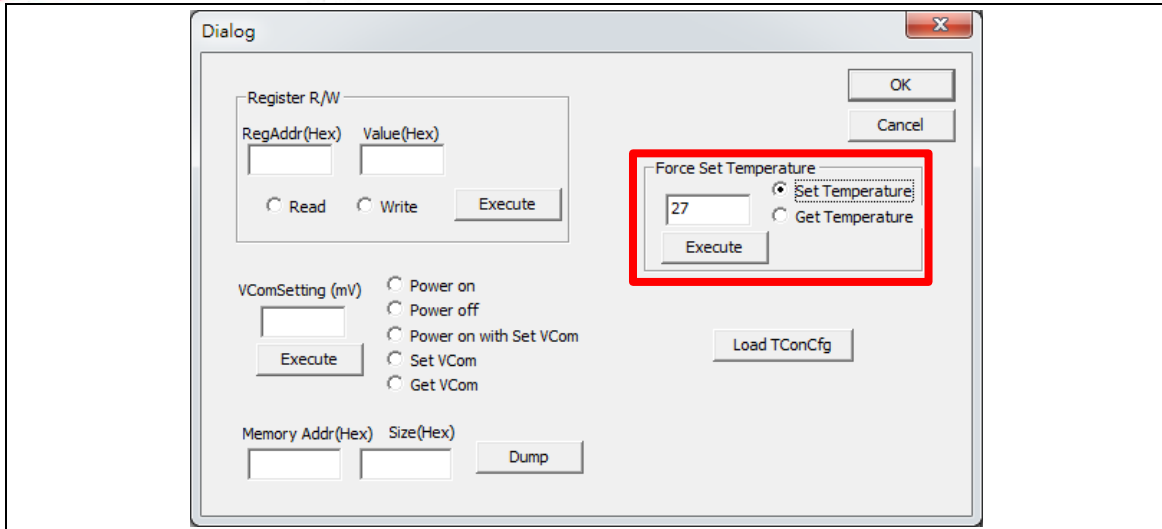 Dialog
OK
Cancel
Register R/W
RegAddr(Hex) Value(Hex)
Read Write Execute
Force Set Temperature
27
Set Temperature
Get Temperature
Execute
VComSetting (mV)
Execute
Power on
Power off
Power on with Set VCom
Set VCom
Get VCom
Load TConCfg
Memory Addr(Hex) Size(Hex)
Dump